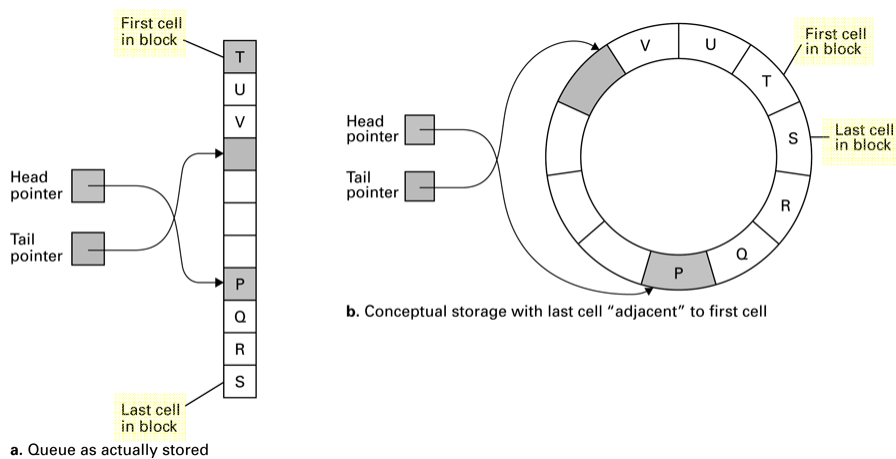 First cell
in block
T
U
V
Head
pointer
Tail
pointer
P
Q
R
S
Last cell
in block
a. Queue as actually stored
V
U
T
First cell
in block
S
Last cell
in block
Head
pointer
Tail
pointer
R
Q
P
b. Conceptual storage with last cell “adjacent” to first cell